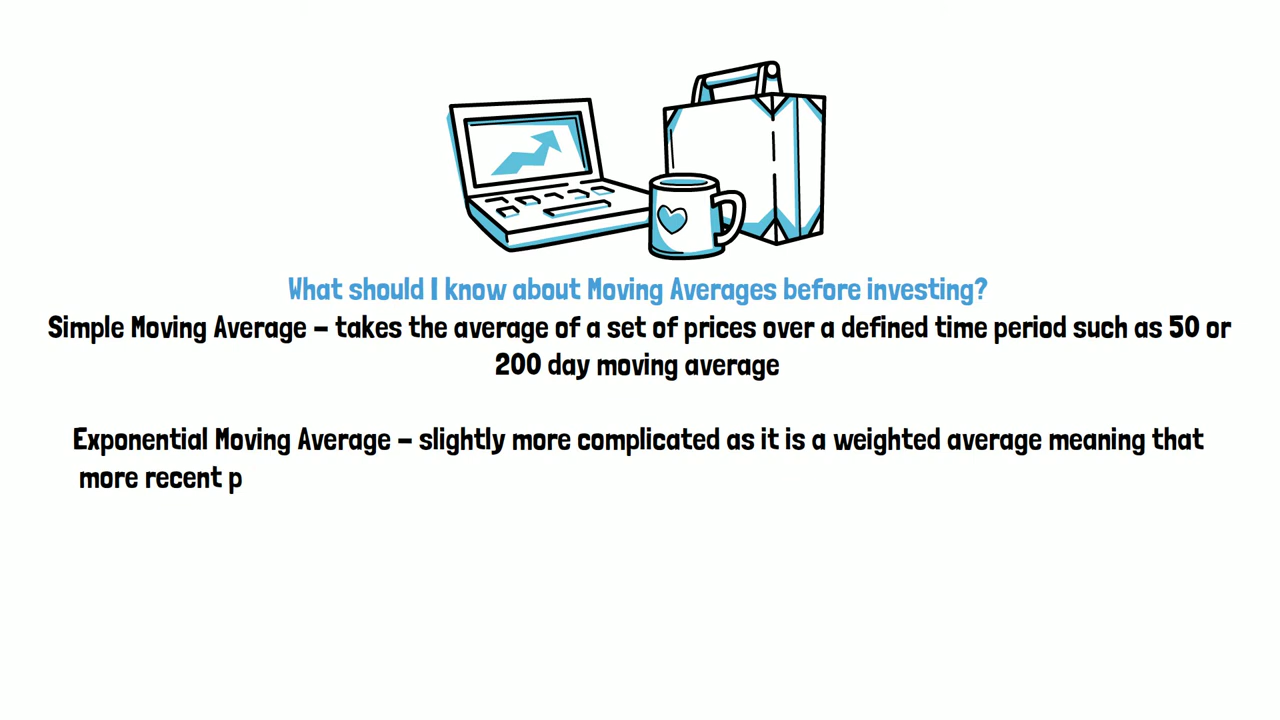 What should I know about Moving Averages before investing?
Simple Moving Average – takes the average of a set of prices over a defined time period such as 50 or
200 day moving average
Exponential Moving Average – slightly more complicated as it is a weighted average meaning that
more recent p